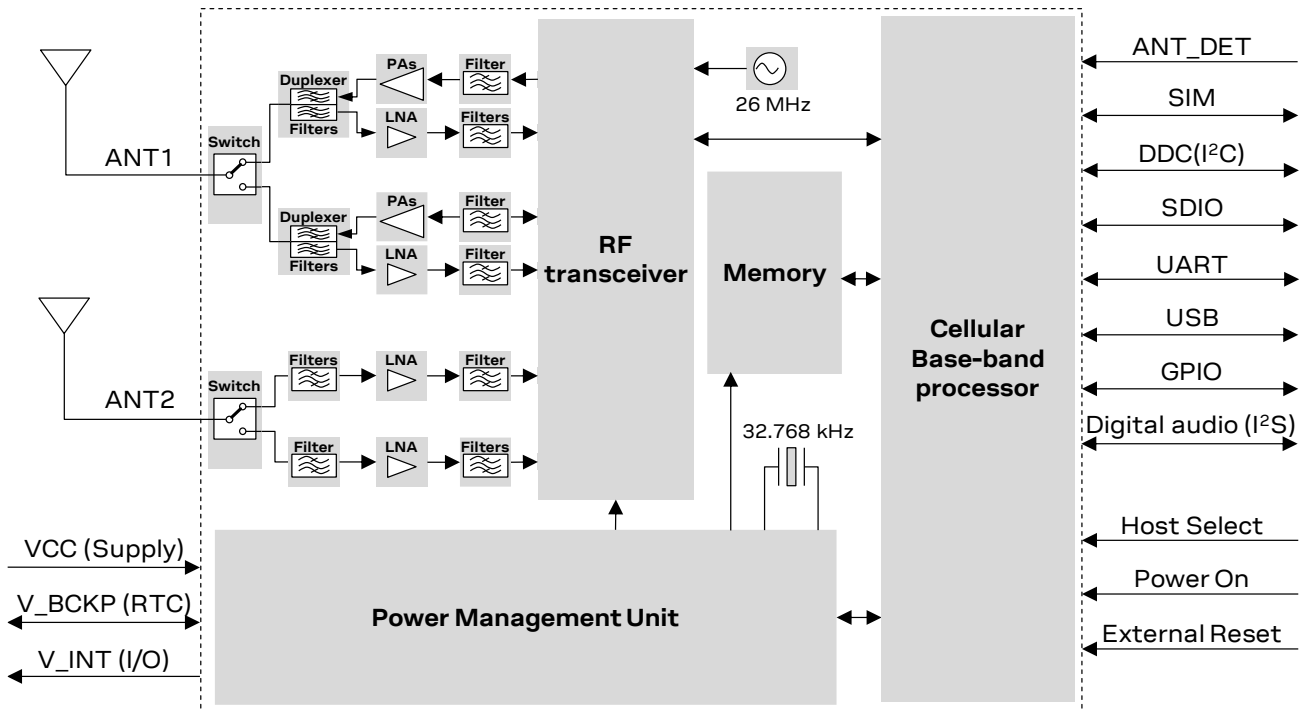 PAs
Filter
Duplexer
Filters
LNA
Filters
26 MHz
Switch
ANT1
PAs
Filter
Duplexer
Filters
LNA
Filter
RF
transceiver
Memory
Cellular
Base-band
processor
ANT_DET
SIM
DDC(I²C)
SDIO
UART
USB
GPIO
Digital audio (I²S)
Host Select
Power On
External Reset
Filters
LNA
Filter
Switch
ANT2
Filter
LNA
Filters
32.768 kHz
VCC (Supply)
V_BCKP (RTC)
V_INT (I/O)
Power Management Unit